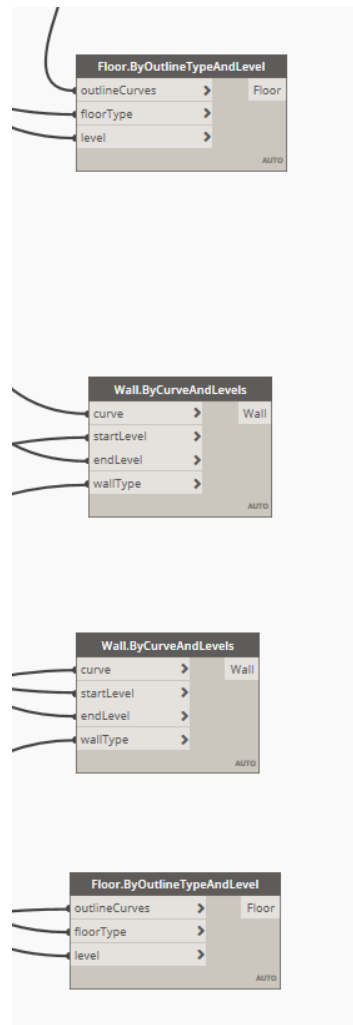 Floor.ByOutlineTypeAndLevel
outlineCurves > Floor
floorType >
level >
AUTO
Wall.ByCurveAndLevels
curve > Wall
startLevel >
endLevel >
wallType >
AUTO
Wall.ByCurveAndLevels
curve > Wall
startLevel >
endLevel >
wallType >
AUTO
Floor.ByOutlineTypeAndLevel
outlineCurves > Floor
floorType >
level >
AUTO